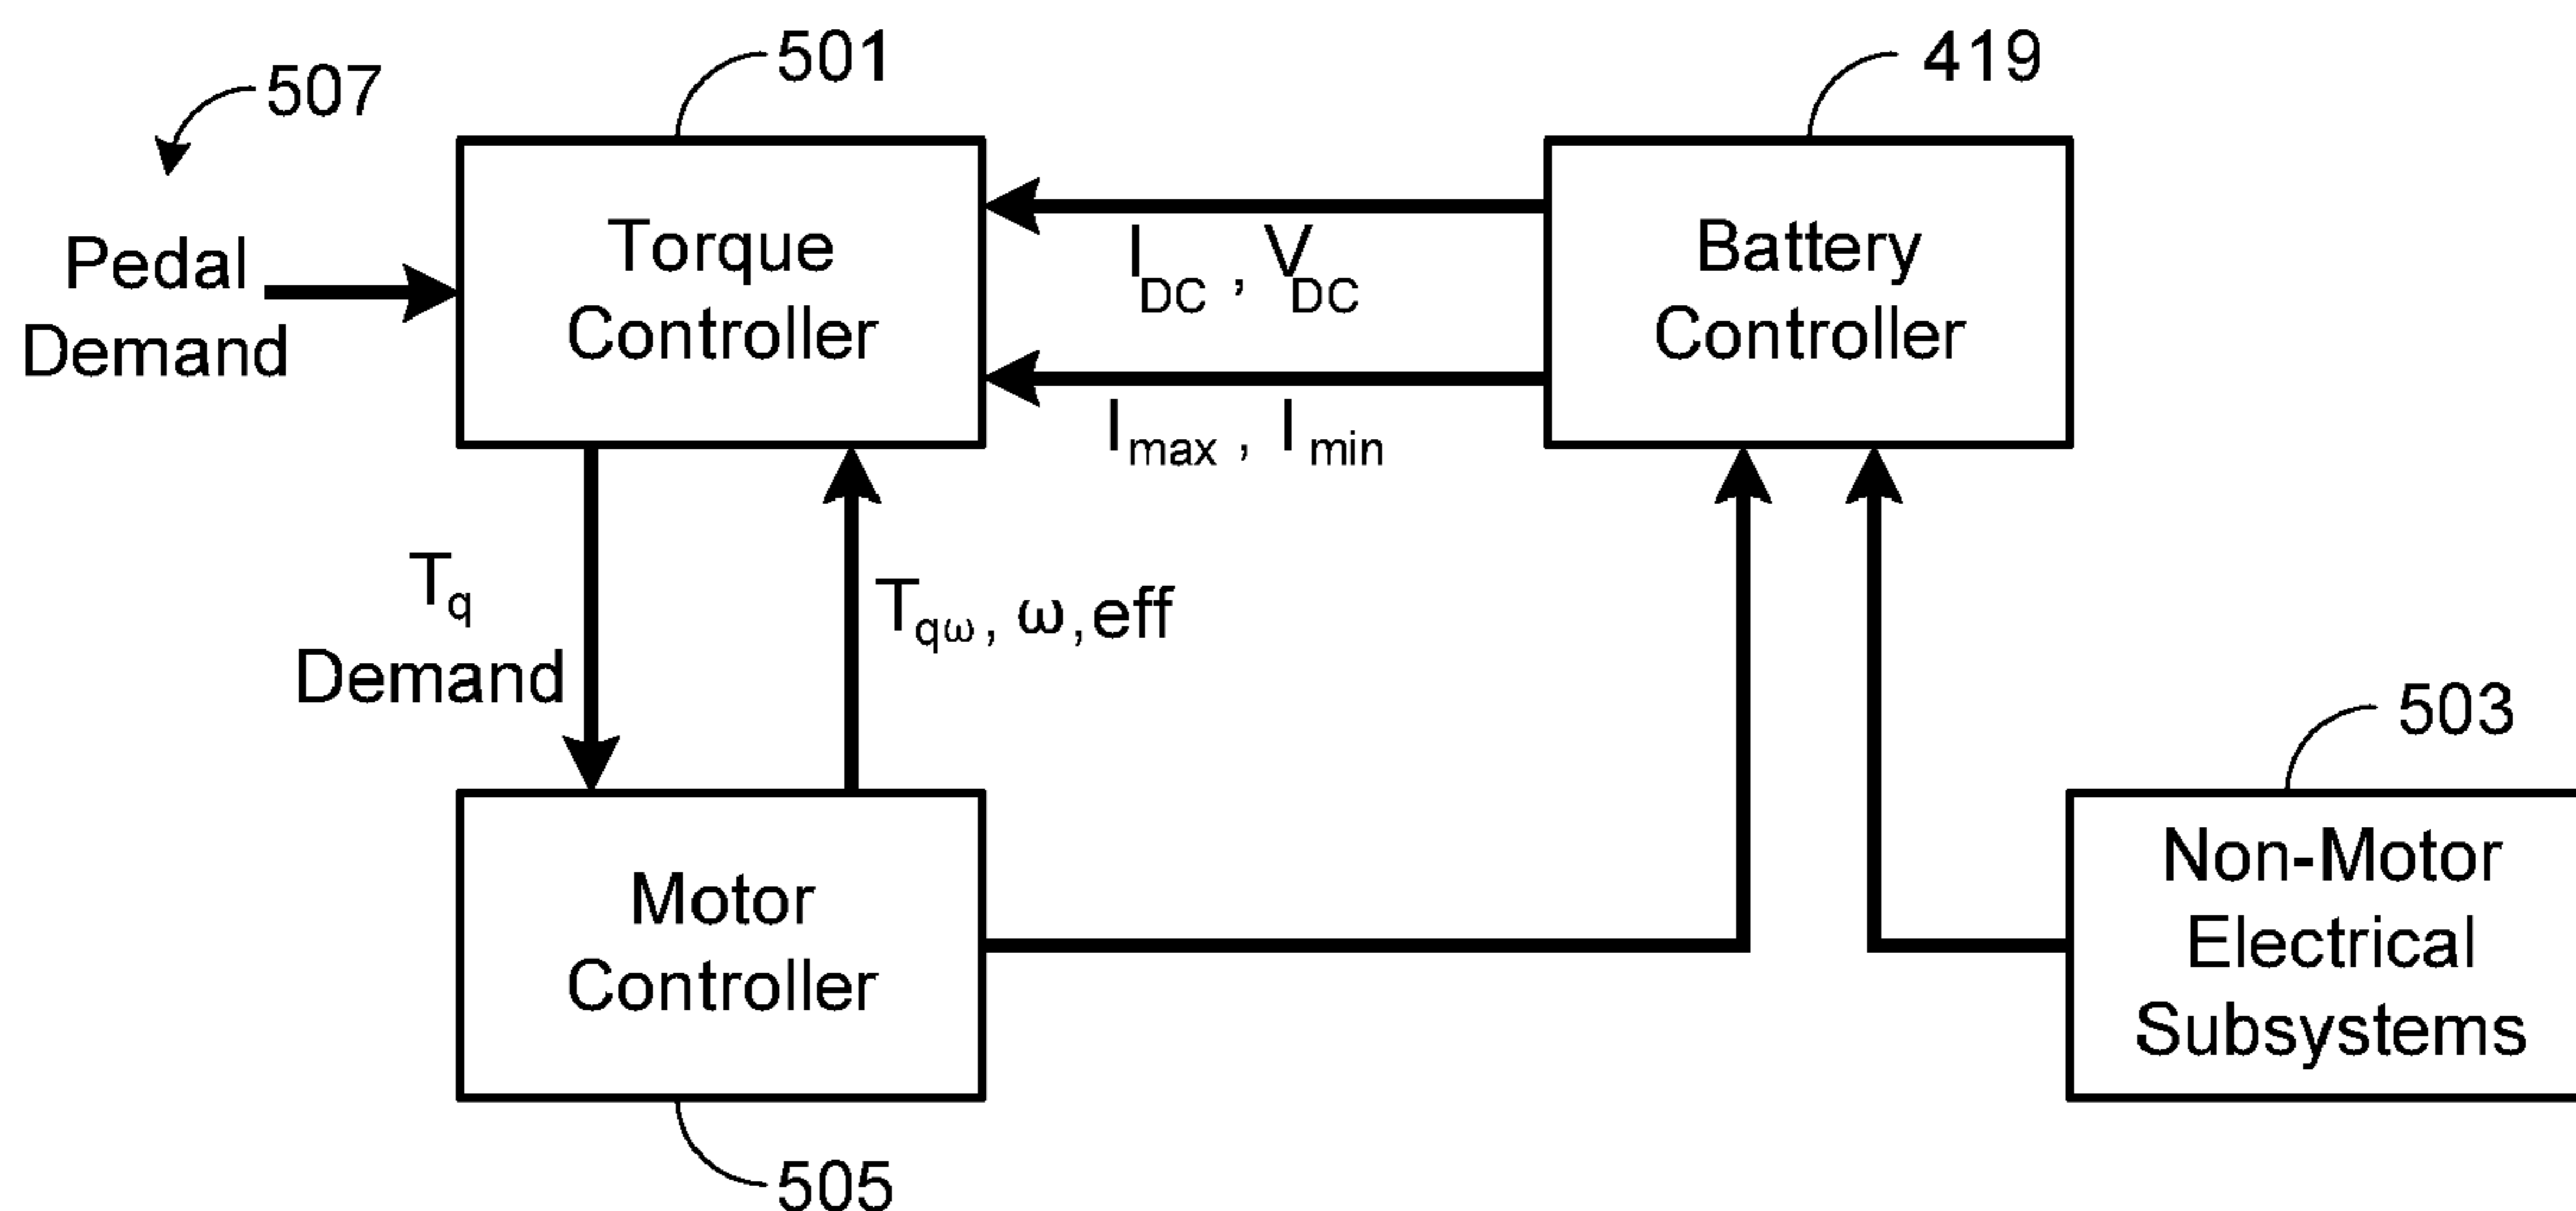 501
419
507
Torque
Controller
Battery
Controller
Pedal
Demand
I_DC , V_DC
I_max , I_min
T_q
Demand
T_qω, ω, eff
503
Non-Motor
Electrical
Subsystems
Motor
Controller
505